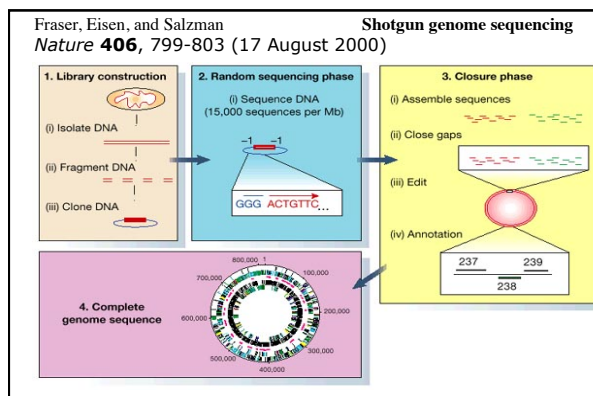 Fraser, Eisen, and Salzman
Shotgun genome sequencing
Nature 406, 799-803 (17 August 2000)
1. Library construction
(i) Isolate DNA
(ii) Fragment DNA
(iii) Clone DNA
2. Random sequencing phase
(i) Sequence DNA
(15,000 sequences per Mb)
–1 –1
GGG ACTGTTC...
3. Closure phase
(i) Assemble sequences
(ii) Close gaps
(iii) Edit
(iv) Annotation
237 239
238
4. Complete
genome sequence
800,000 1
100,000
200,000
300,000
400,000
500,000
600,000
700,000